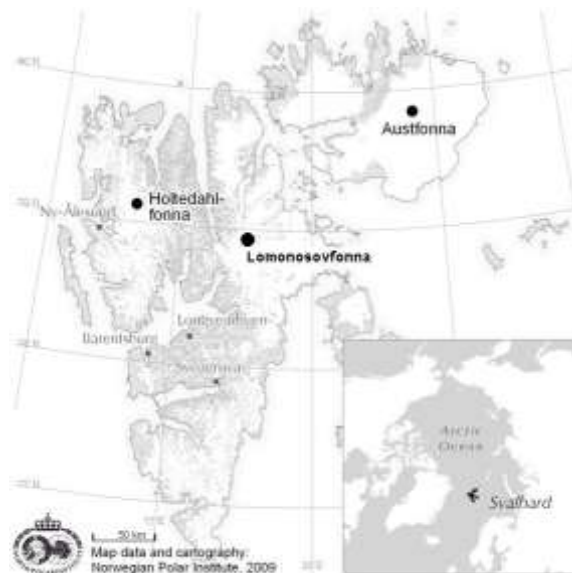 Austfonna
Holtedahl-
fonna
Ny-Ålesund
Lomonosovfonna
Longyearbyen
Barentsburg
Arctic
Ocean
Svalbard
50 km
Map data and cartography:
Norwegian Polar Institute, 2009